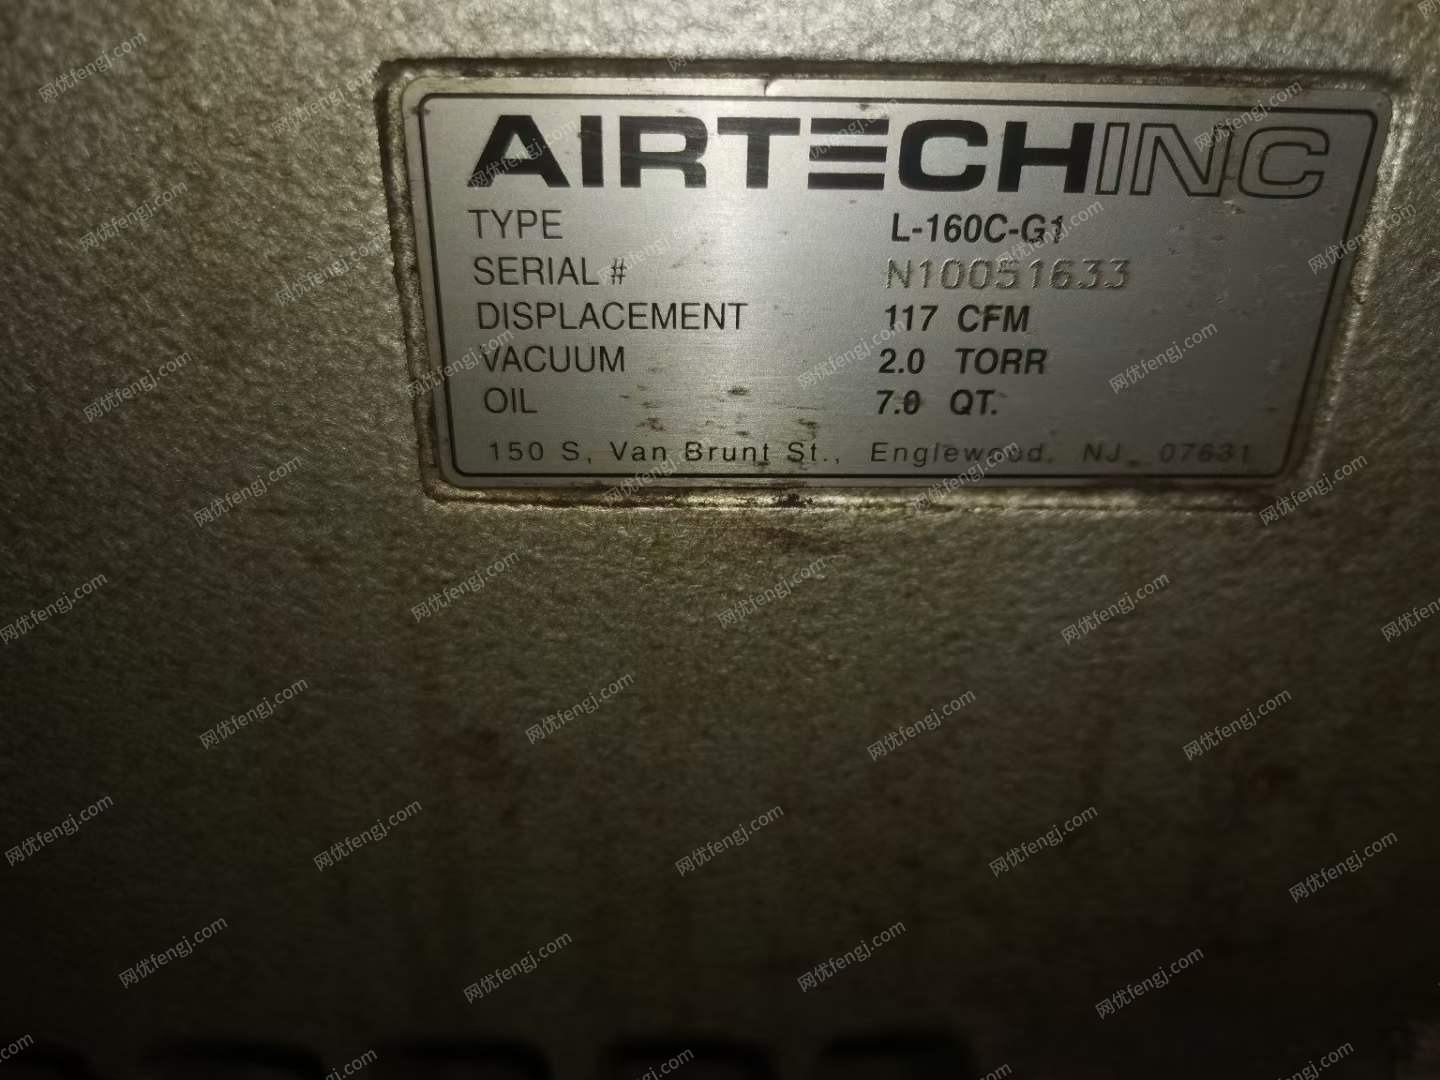 AIRTECHINC
TYPE L-160C-G1
SERIAL # N10051633
DISPLACEMENT 117 CFM
VACUUM 2.0 TORR
OIL 7.0 QT.
150 S, Van Brunt St., Englewood, NJ 07631
网优fengj.com